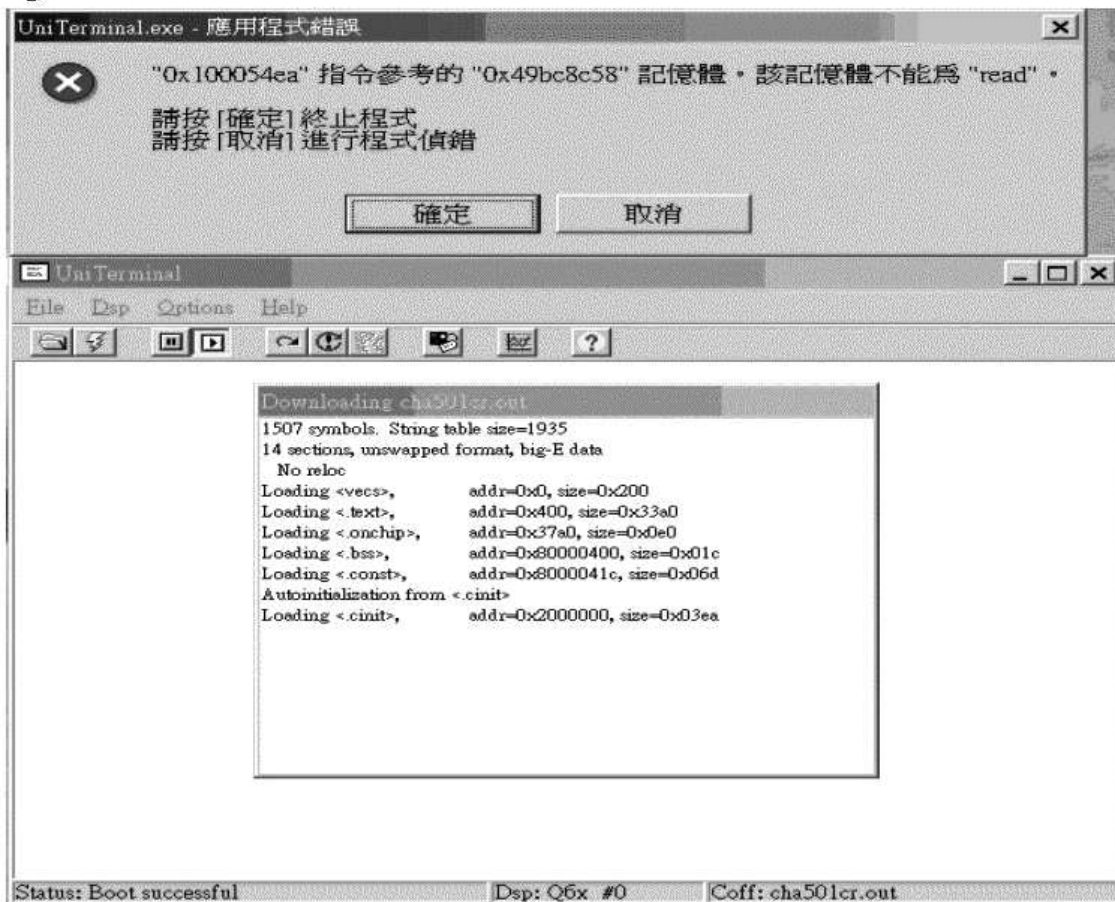 UniTerminal.exe - 應用程式錯誤
"0x100054ea" 指令參考的 "0x49bc8c58" 記憶體。該記憶體不能為 "read"。
請按 [確定] 終止程式
請按 [取消] 進行程式偵錯
確定 取消
UniTerminal
File Dsp Options Help
Downloading cha501cr.out
1507 symbols. String table size=1935
14 sections, unswapped format, big-E data
No reloc
Loading <vecs>, addr=0x0, size=0x200
Loading <.text>, addr=0x400, size=0x33a0
Loading <.onchip>, addr=0x37a0, size=0x0e0
Loading <.bss>, addr=0x80000400, size=0x01c
Loading <.const>, addr=0x8000041c, size=0x06d
Autoinitialization from <.cinit>
Loading <.cinit>, addr=0x2000000, size=0x03ea
Status: Boot successful Dsp: Q6x #0 Coff: cha501cr.out